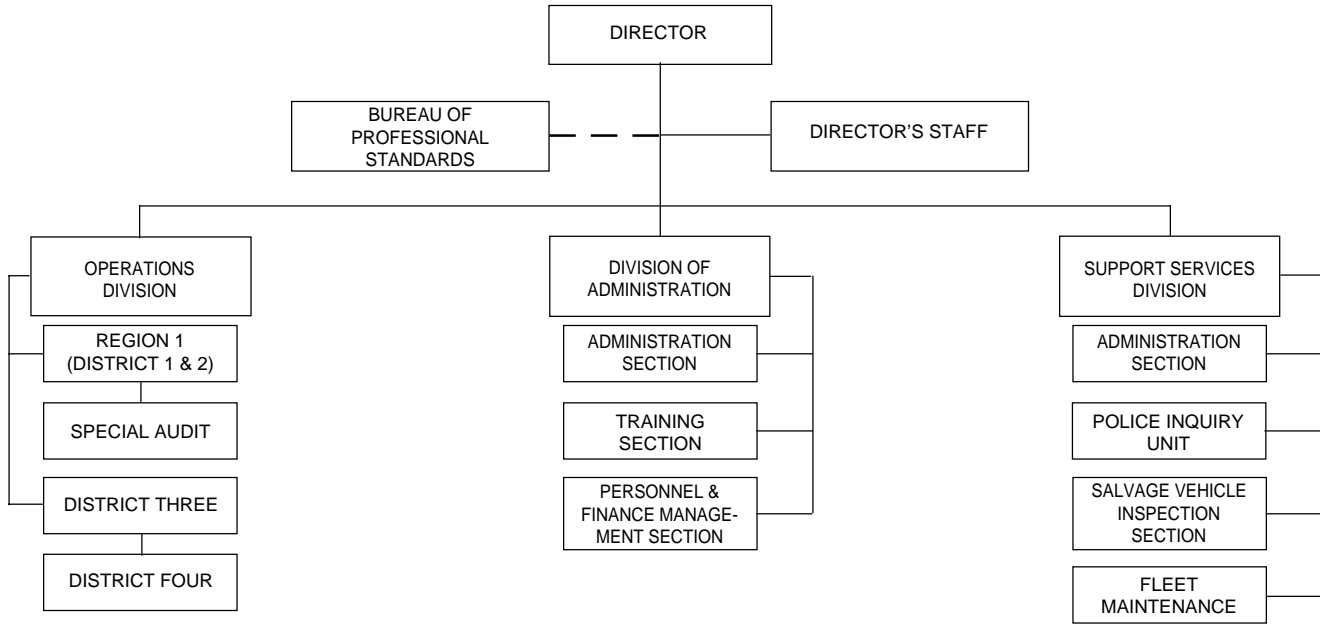 DIRECTOR
BUREAU OF
PROFESSIONAL
STANDARDS
DIRECTOR’S STAFF
OPERATIONS
DIVISION
REGION 1
(DISTRICT 1 & 2)
SPECIAL AUDIT
DISTRICT THREE
DISTRICT FOUR
DIVISION OF
ADMINISTRATION
ADMINISTRATION
SECTION
TRAINING
SECTION
PERSONNEL &
FINANCE MANAGE-
MENT SECTION
SUPPORT SERVICES
DIVISION
ADMINISTRATION
SECTION
POLICE INQUIRY
UNIT
SALVAGE VEHICLE
INSPECTION
SECTION
FLEET
MAINTENANCE